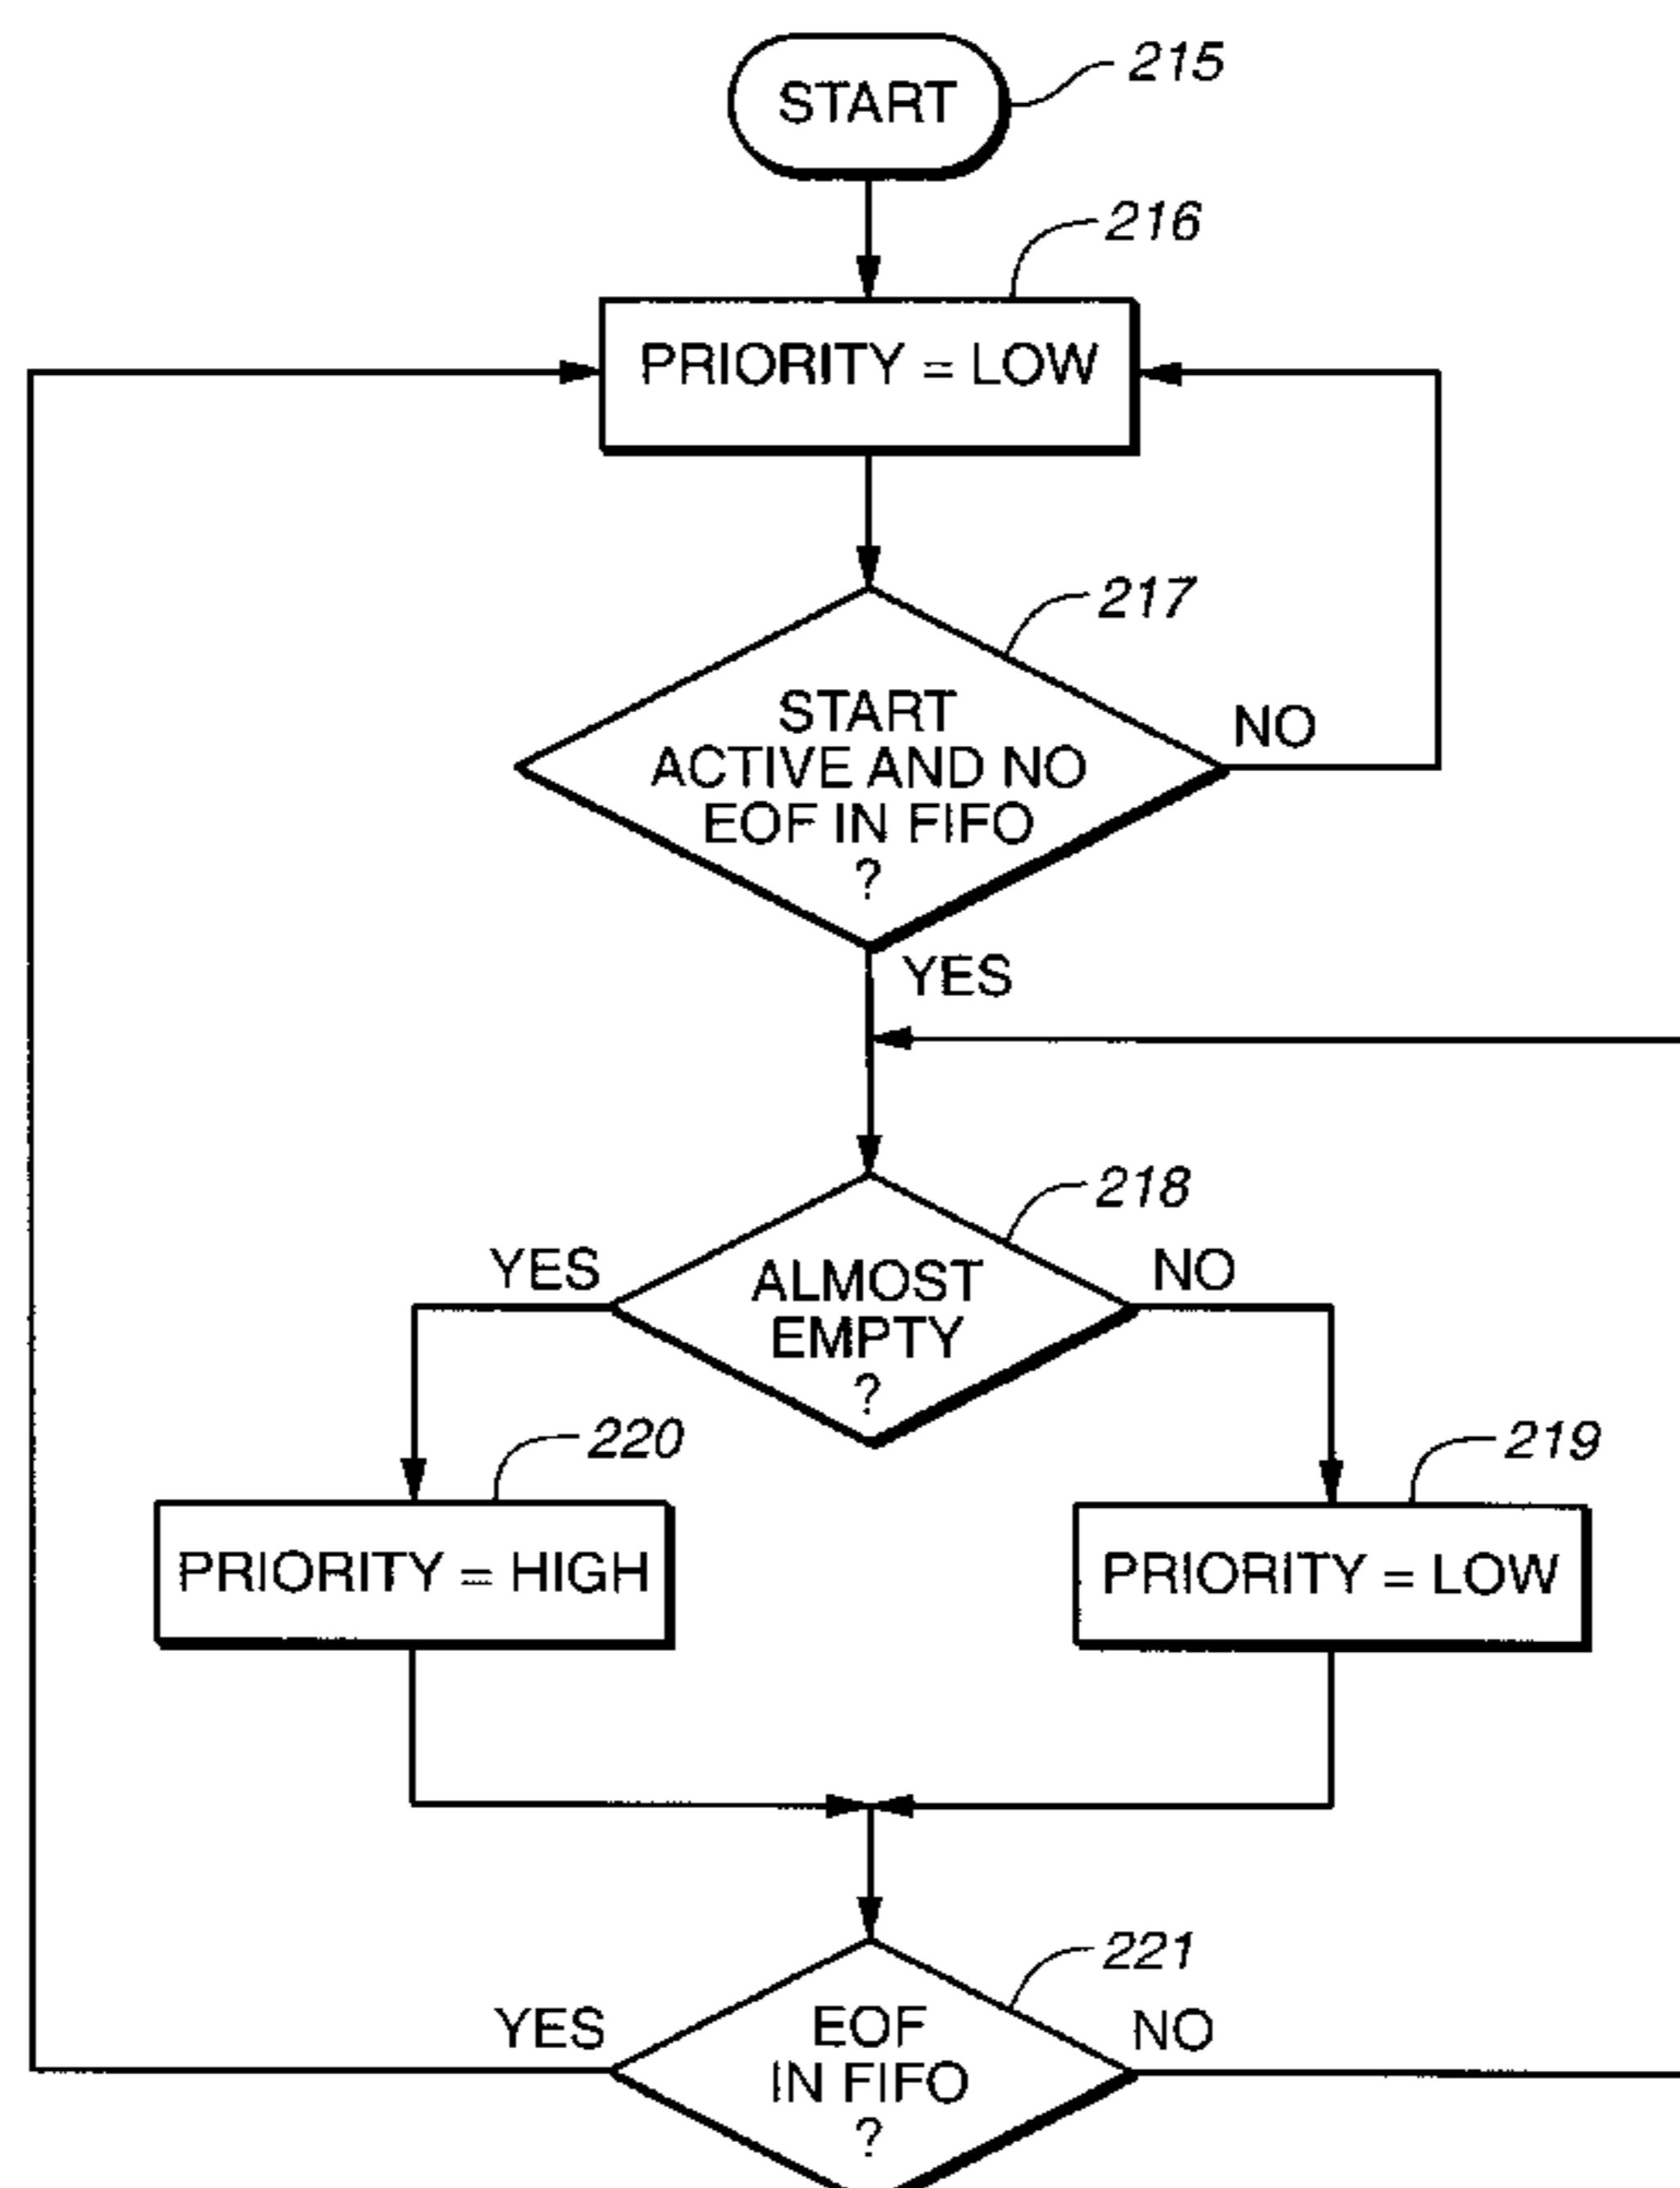 START
215
216
PRIORITY = LOW
217
START
ACTIVE AND NO
EOF IN FIFO
?
NO
YES
218
YES
ALMOST
EMPTY
?
NO
220
219
PRIORITY = HIGH
PRIORITY = LOW
221
YES
EOF
IN FIFO
?
NO